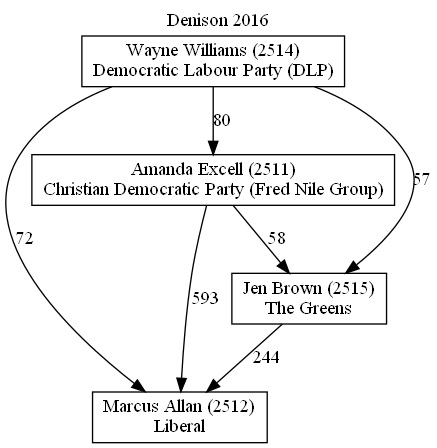 Denison 2016
Wayne Williams (2514)
Democratic Labour Party (DLP)
80
57
Amanda Excell (2511)
Christian Democratic Party (Fred Nile Group)
72
58
593
Jen Brown (2515)
The Greens
244
Marcus Allan (2512)
Liberal